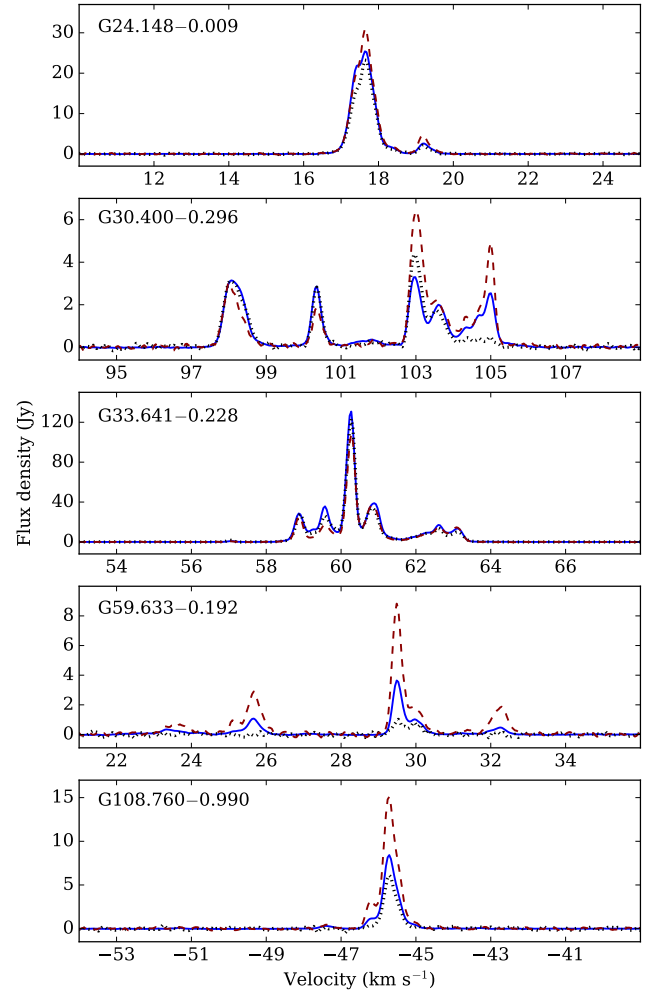 G24.148−0.009
30
20
10
0
12 14 16 18 20 22 24
G30.400−0.296
6
4
2
0
95 97 99 101 103 105 107
G33.641−0.228
120
80
40
0
54 56 58 60 62 64 66
Flux density (Jy)
G59.633−0.192
8
6
4
2
0
22 24 26 28 30 32 34
G108.760−0.990
15
10
5
0
−53 −51 −49 −47 −45 −43 −41
Velocity (km s⁻¹)